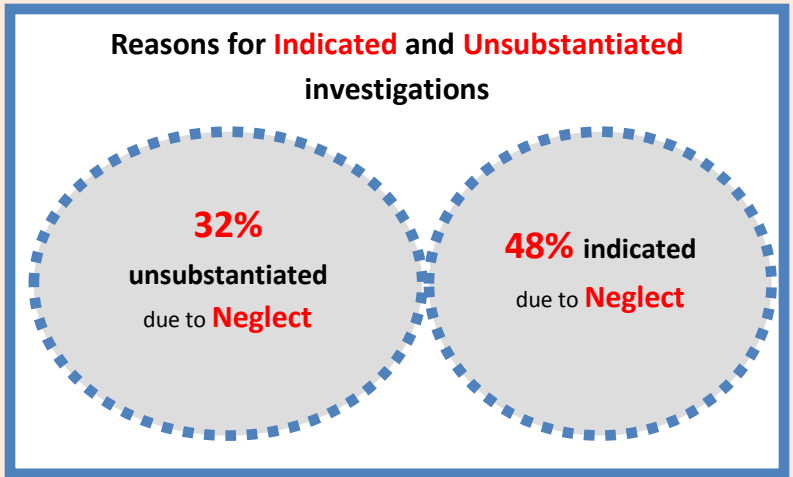 Reasons for Indicated and Unsubstantiated
investigations
32%
unsubstantiated
due to Neglect
48% indicated
due to Neglect